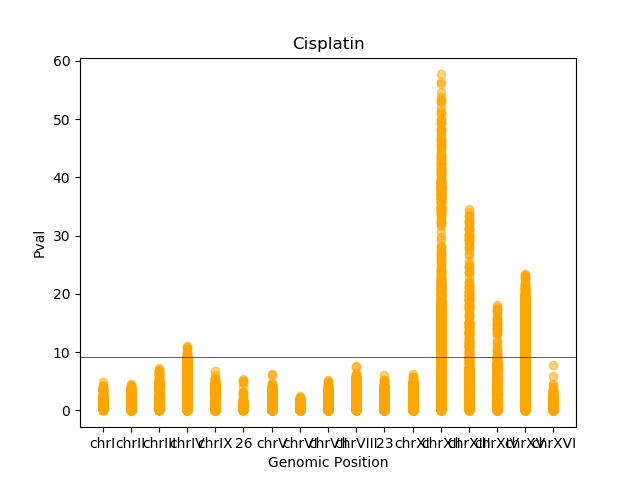 Cisplatin
60
50
40
30
20
10
0
Pval
chrI chrII chrIII chrIV chrIX 26 chrV chrVI chrVII chrVIII 23 chrXI chrXII chrXIII chrXIV chrXV chrXVI
Genomic Position